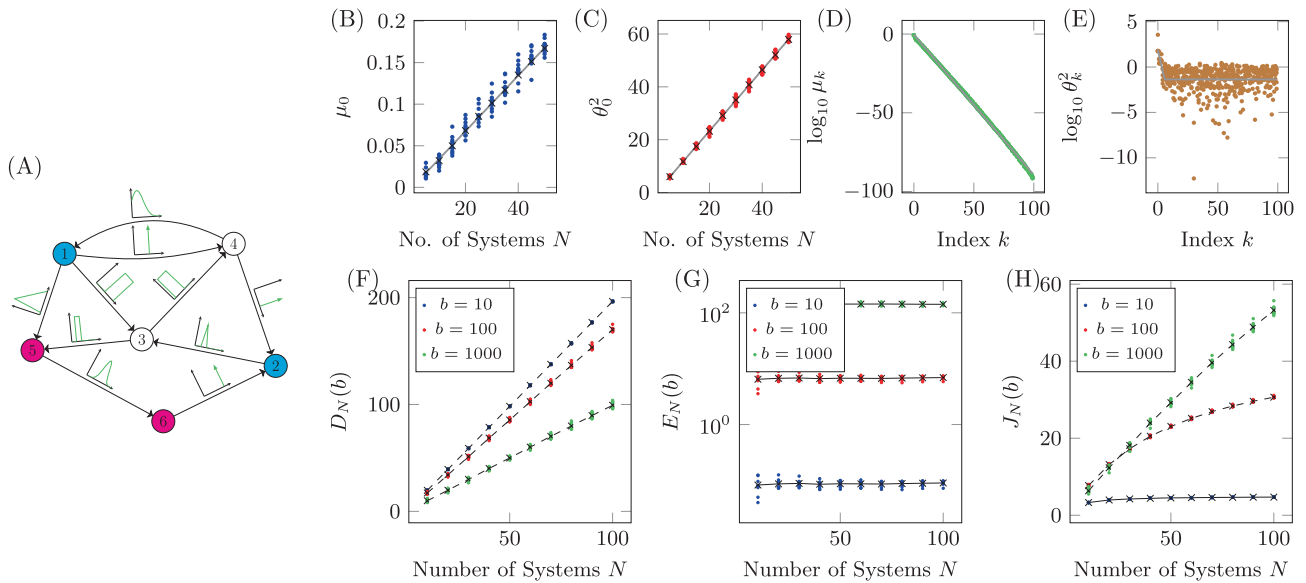 (A)
1
4
3
5
2
6
(B)
0.2
0.15
0.1
0.05
0
μ₀
20 40
No. of Systems N
(C)
60
40
20
0
θ₀²
20 40
No. of Systems N
(D)
0
−50
−100
log₁₀ μₖ
0 50 100
Index k
(E)
5
0
−5
−10
log₁₀ θₖ²
0 50 100
Index k
(F)
b = 10
b = 100
b = 1000
200
100
0
D_N(b)
50 100
Number of Systems N
(G)
b = 10
b = 100
b = 1000
10²
10⁰
E_N(b)
50 100
Number of Systems N
(H)
b = 10
b = 100
b = 1000
60
40
20
0
J_N(b)
50 100
Number of Systems N